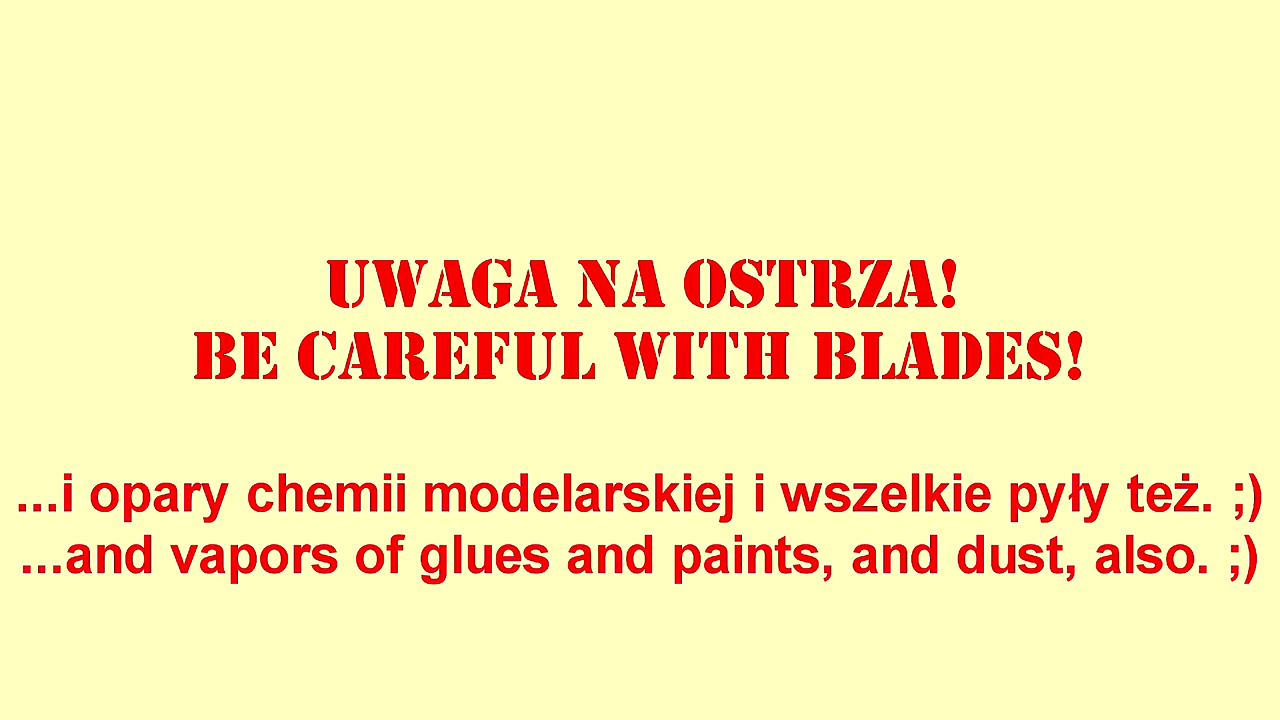 UWAGA NA OSTRZA!
BE CAREFUL WITH BLADES!
...i opary chemii modelarskiej i wszelkie pyły też. ;)
...and vapors of glues and paints, and dust, also. ;)